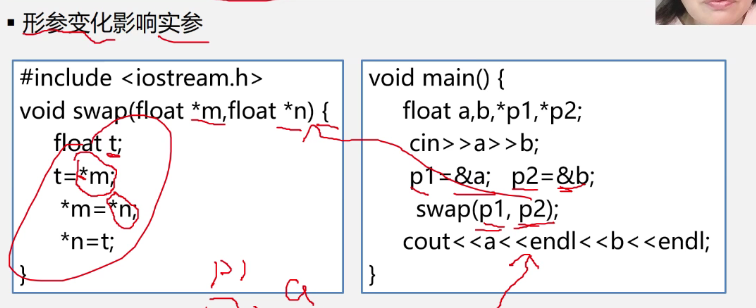 ▪ 形参变化影响实参
#include <iostream.h>
void swap(float *m,float *n) {
float t;
t=*m;
*m=*n;
*n=t;
}
void main() {
float a,b,*p1,*p2;
cin>>a>>b;
p1=&a; p2=&b;
swap(p1, p2);
cout<<a<<endl<<b<<endl;
}
p1
a